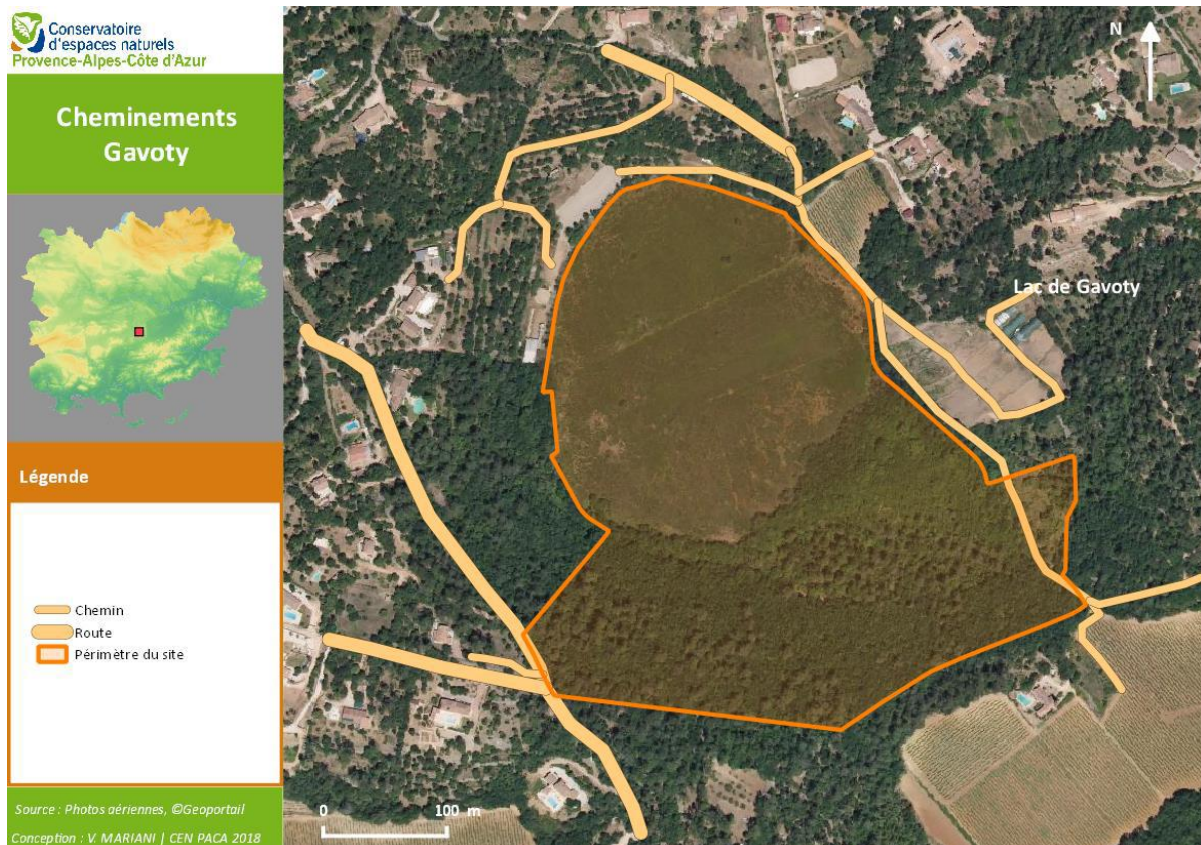 Conservatoire
d'espaces naturels
Provence-Alpes-Côte d'Azur
Cheminements
Gavoty
Légende
Chemin
Route
Périmètre du site
Source : Photos aériennes, ©Geoportail
Conception : V. MARIANI | CEN PACA 2018
N
Lac de Gavoty
0 100 m